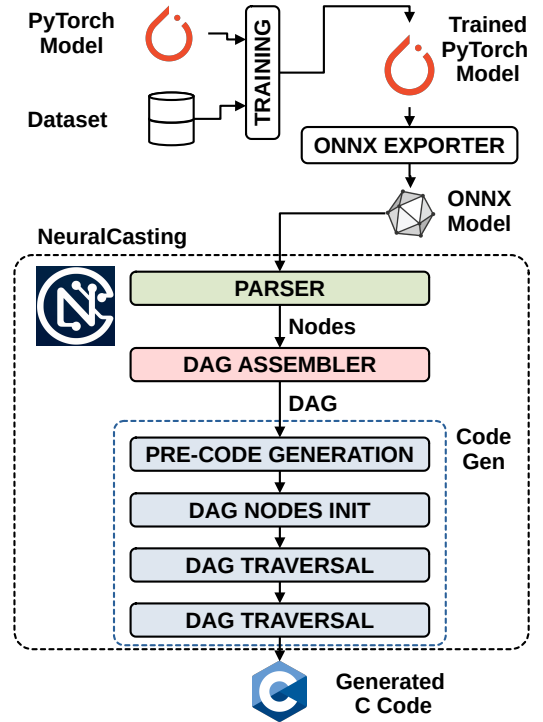 PyTorch
Model
Dataset
TRAINING
Trained
PyTorch
Model
ONNX EXPORTER
ONNX
Model
NeuralCasting
N
PARSER
Nodes
DAG ASSEMBLER
DAG
Code
Gen
PRE-CODE GENERATION
DAG NODES INIT
DAG TRAVERSAL
DAG TRAVERSAL
C
Generated
C Code